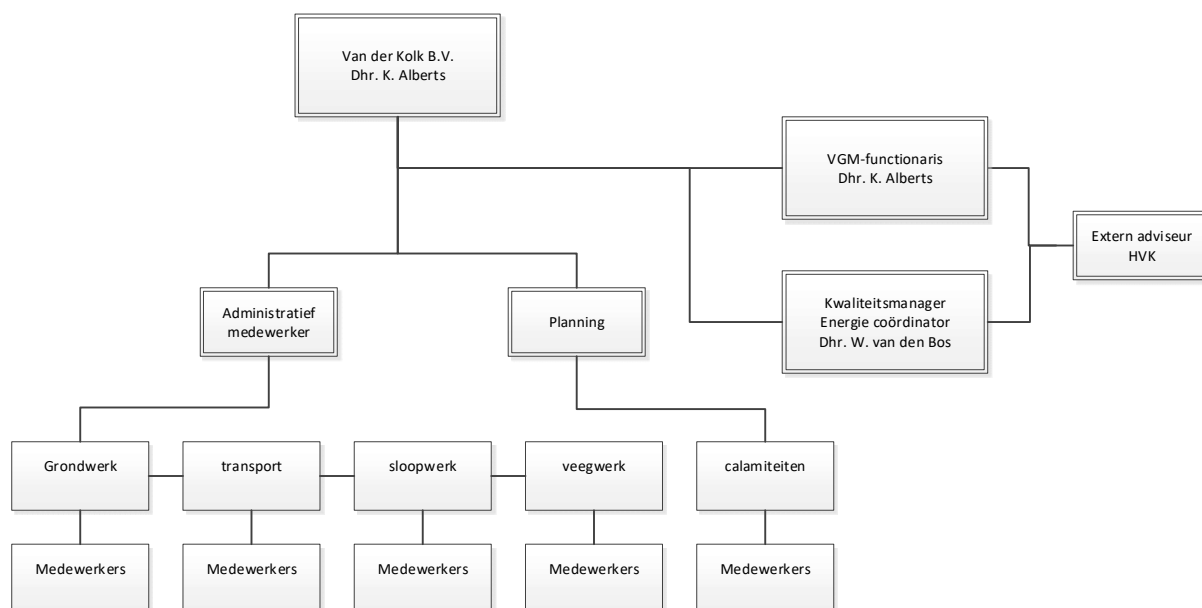 Van der Kolk B.V.
Dhr. K. Alberts
VGM-functionaris
Dhr. K. Alberts
Extern adviseur
HVK
Kwaliteitsmanager
Energie coördinator
Dhr. W. van den Bos
Administratief
medewerker
Planning
Grondwerk
transport
sloopwerk
veegwerk
calamiteiten
Medewerkers
Medewerkers
Medewerkers
Medewerkers
Medewerkers